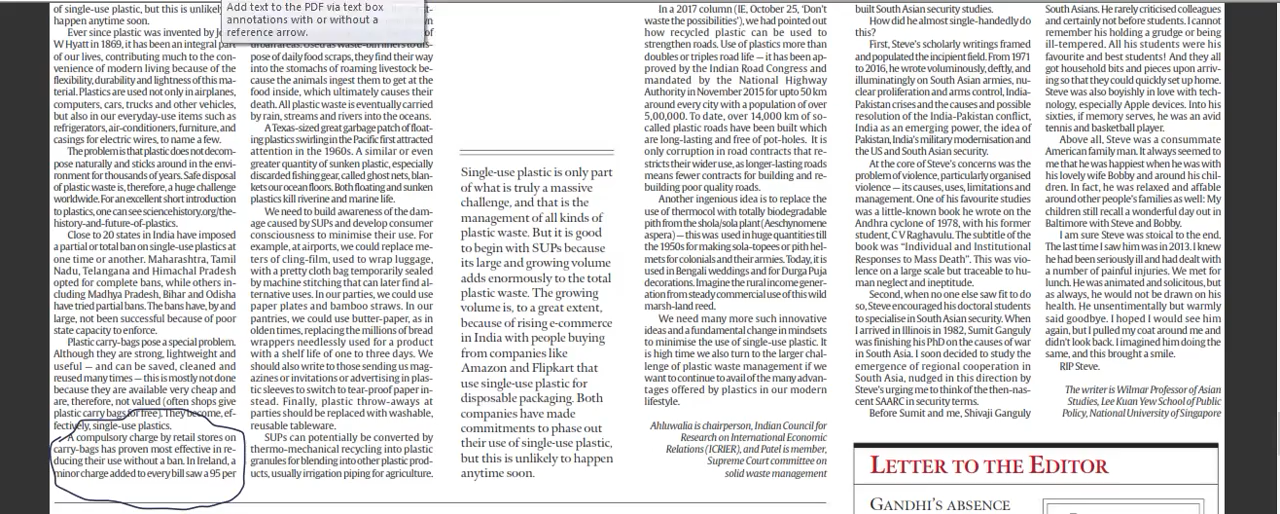 of single-use plastic, but this is unlikely
happen anytime soon.
Ever since plastic was invented by
W Hyatt in 1869, it has been an integral part
of our lives, contributing much to the con-
venience of modern living because of the
flexibility, durability and lightness of this ma-
terial. Plastics are used not only in airplanes,
computers, cars, trucks and other vehicles,
but also in our everyday-use items such as
refrigerators, air-conditioners, furniture, and
casings for electric wires, to name a few.
The problem is that plastic does not decom-
pose naturally and sticks around in the envi-
ronment for thousands of years. Safe disposal
of plastic waste is, therefore, a huge challenge
worldwide. For an excellent short introduction
to plastics, one can see sciencehistory.org/the-
history-and-future-of-plastics.
Close to 20 states in India have imposed
a partial or total ban on single-use plastics at
one time or another. Maharashtra, Tamil
Nadu, Telangana and Himachal Pradesh
opted for complete bans, while others in-
cluding Madhya Pradesh, Bihar and Odisha
have tried partial bans. The bans have, by and
large, not been successful because of poor
state capacity to enforce.
Plastic carry-bags pose a special problem.
Although they are strong, lightweight and
useful — and can be saved, cleaned and
reused many times — this is mostly not done
because they are available very cheap and
are, therefore, not valued (often shops give
plastic carry bags for free). They become, ef-
fectively, single-use plastics.
A compulsory charge by retail stores on
carry-bags has proven most effective in re-
ducing their use without a ban. In Ireland, a
minor charge added to every bill saw a 95 per
Add text to the PDF via text box
annotations with or without a
reference arrow.
urban areas. Used as waste-bin liners to dis-
pose of daily food scraps, they find their way
into the stomachs of roaming livestock be-
cause the animals ingest them to get at the
food inside, which ultimately causes their
death. All plastic waste is eventually carried
by rain, streams and rivers into the oceans.
A Texas-sized great garbage patch of float-
ing plastics swirling in the Pacific first attracted
attention in the 1960s. A similar or even
greater quantity of sunken plastic, especially
discarded fishing gear, called ghost nets, blan-
kets our ocean floors. Both floating and sunken
plastics kill riverine and marine life.
We need to build awareness of the dam-
age caused by SUPs and develop consumer
consciousness to minimise their use. For
example, at airports, we could replace me-
ters of cling-film, used to wrap luggage,
with a pretty cloth bag temporarily sealed
by machine stitching that can later find al-
ternative uses. In our parties, we could use
paper plates and bamboo straws. In our
pantries, we could use butter-paper, as in
olden times, replacing the millions of bread
wrappers needlessly used for a product
with a shelf life of one to three days. We
should also write to those sending us mag-
azines or invitations or advertising in plas-
tic sleeves to switch to tear-proof paper in-
stead. Finally, plastic throw-aways at
parties should be replaced with washable,
reusable tableware.
SUPs can potentially be converted by
thermo-mechanical recycling into plastic
granules for blending into other plastic prod-
ucts, usually irrigation piping for agriculture.
Single-use plastic is only part
of what is truly a massive
challenge, and that is the
management of all kinds of
plastic waste. But it is good
to begin with SUPs because
its large and growing volume
adds enormously to the total
plastic waste. The growing
volume is, to a great extent,
because of rising e-commerce
in India with people buying
from companies like
Amazon and Flipkart that
use single-use plastic for
disposable packaging. Both
companies have made
commitments to phase out
their use of single-use plastic,
but this is unlikely to happen
anytime soon.
In a 2017 column (IE, October 25, ‘Don’t
waste the possibilities’), we had pointed out
how recycled plastic can be used to
strengthen roads. Use of plastics more than
doubles or triples road life — it has been ap-
proved by the Indian Road Congress and
mandated by the National Highway
Authority in November 2015 for upto 50 km
around every city with a population of over
5,00,000. To date, over 14,000 km of so-
called plastic roads have been built which
are long-lasting and free of pot-holes. It is
only corruption in road contracts that re-
stricts their wider use, as longer-lasting roads
means fewer contracts for building and re-
building poor quality roads.
Another ingenious idea is to replace the
use of thermocol with totally biodegradable
pith from the shola/sola plant (Aeschynomene
aspera) — this was used in huge quantities till
the 1950s for making sola-topees or pith hel-
mets for colonials and their armies. Today, it is
used in Bengali weddings and for Durga Puja
decorations. Imagine the rural income gener-
ation from steady commercial use of this wild
marsh-land reed.
We need many more such innovative
ideas and a fundamental change in mindsets
to minimise the use of single-use plastic. It
is high time we also turn to the larger chal-
lenge of plastic waste management if we
want to continue to avail of the many advan-
tages offered by plastics in our modern
lifestyle.
Ahluwalia is chairperson, Indian Council for
Research on International Economic
Relations (ICRIER), and Patel is member,
Supreme Court committee on
solid waste management
built South Asian security studies.
How did he almost single-handedly do
this?
First, Steve’s scholarly writings framed
and populated the incipient field. From 1971
to 2016, he wrote voluminously, deftly, and
illuminatingly on South Asian armies, nu-
clear proliferation and arms control, India-
Pakistan crises and the causes and possible
resolution of the India-Pakistan conflict,
India as an emerging power, the idea of
Pakistan, India’s military modernisation and
the US and South Asian security.
At the core of Steve’s concerns was the
problem of violence, particularly organised
violence — its causes, uses, limitations and
management. One of his favourite studies
was a little-known book he wrote on the
Andhra cyclone of 1978, with his former
student, C V Raghavulu. The subtitle of the
book was “Individual and Institutional
Responses to Mass Death”. This was vio-
lence on a large scale but traceable to hu-
man neglect and ineptitude.
Second, when no one else saw fit to do
so, Steve encouraged his doctoral students
to specialise in South Asian security. When
I arrived in Illinois in 1982, Sumit Ganguly
was finishing his PhD on the causes of war
in South Asia. I soon decided to study the
emergence of regional cooperation in
South Asia, nudged in this direction by
Steve’s urging me to think of the then-nas-
cent SAARC in security terms.
Before Sumit and me, Shivaji Ganguly
South Asians. He rarely criticised colleagues
and certainly not before students. I cannot
remember his holding a grudge or being
ill-tempered. All his students were his
favourite and best students! And they all
got household bits and pieces upon arriv-
ing so that they could quickly set up home.
Steve was also boyishly in love with tech-
nology, especially Apple devices. Into his
sixties, if memory serves, he was an avid
tennis and basketball player.
Above all, Steve was a consummate
American family man. It always seemed to
me that he was happiest when he was with
his lovely wife Bobby and around his chil-
dren. In fact, he was relaxed and affable
around other people’s families as well: My
children still recall a wonderful day out in
Baltimore with Steve and Bobby.
I am sure Steve was stoical to the end.
The last time I saw him was in 2013. I knew
he had been seriously ill and had dealt with
a number of painful injuries. We met for
lunch. He was animated and solicitous, but
as always, he would not be drawn on his
health. He unsentimentally but warmly
said goodbye. I hoped I would see him
again, but I pulled my coat around me and
didn’t look back. I imagined him doing the
same, and this brought a smile.
RIP Steve.
The writer is Wilmar Professor of Asian
Studies, Lee Kuan Yew School of Public
Policy, National University of Singapore
LETTER TO THE EDITOR
GANDHI’S ABSENCE